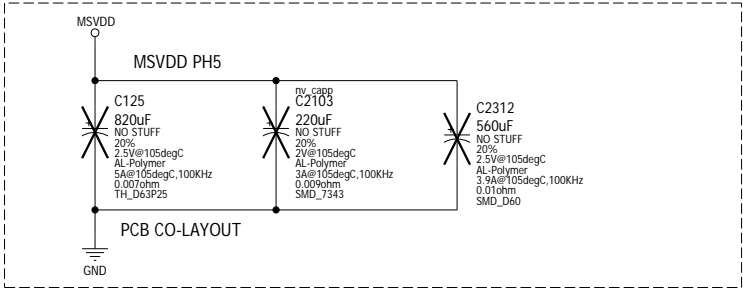 MSVDD
MSVDD PH5
C125
820uF
NO STUFF
20%
2.5V@105degC
AL-Polymer
5A@105degC,100KHz
0.007ohm
TH_D63P25
nv_capp
C2103
220uF
NO STUFF
20%
2V@105degC
AL-Polymer
3A@105degC,100KHz
0.009ohm
SMD_7343
C2312
560uF
NO STUFF
20%
2.5V@105degC
AL-Polymer
3.9A@105degC,100KHz
0.01ohm
SMD_D60
PCB CO-LAYOUT
GND